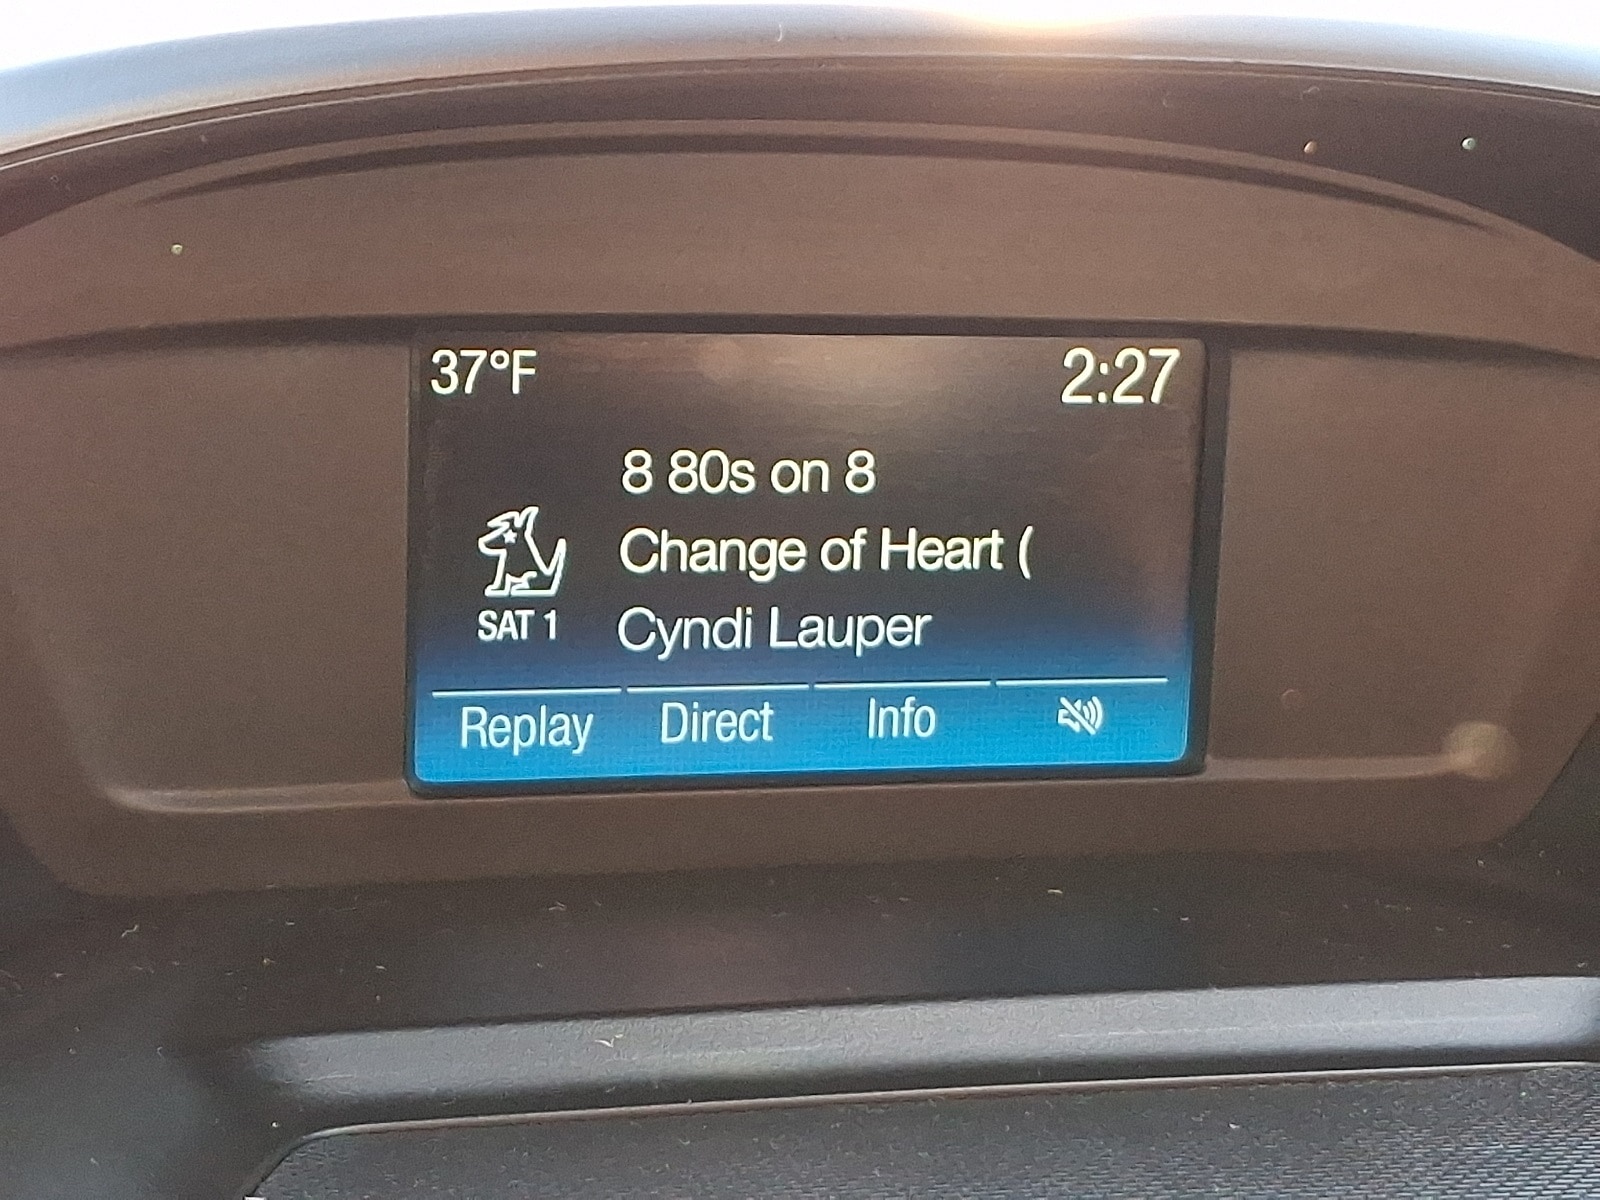 37°F 2:27
8 80s on 8
Change of Heart (
Cyndi Lauper
SAT 1
Replay Direct Info